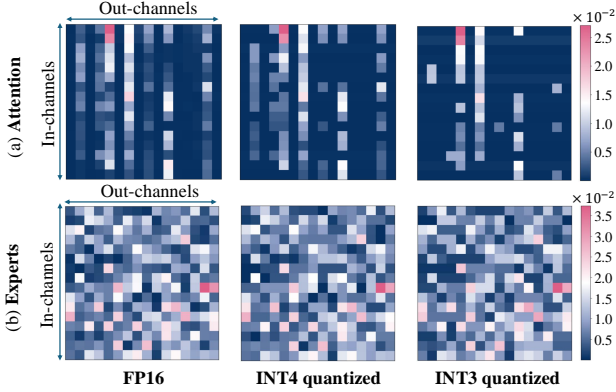 Out-channels
× 10⁻²
(a) Attention
In-channels
2.5
2.0
1.5
1.0
0.5
Out-channels
× 10⁻²
(b) Experts
In-channels
3.5
3.0
2.5
2.0
1.5
1.0
0.5
FP16 INT4 quantized INT3 quantized